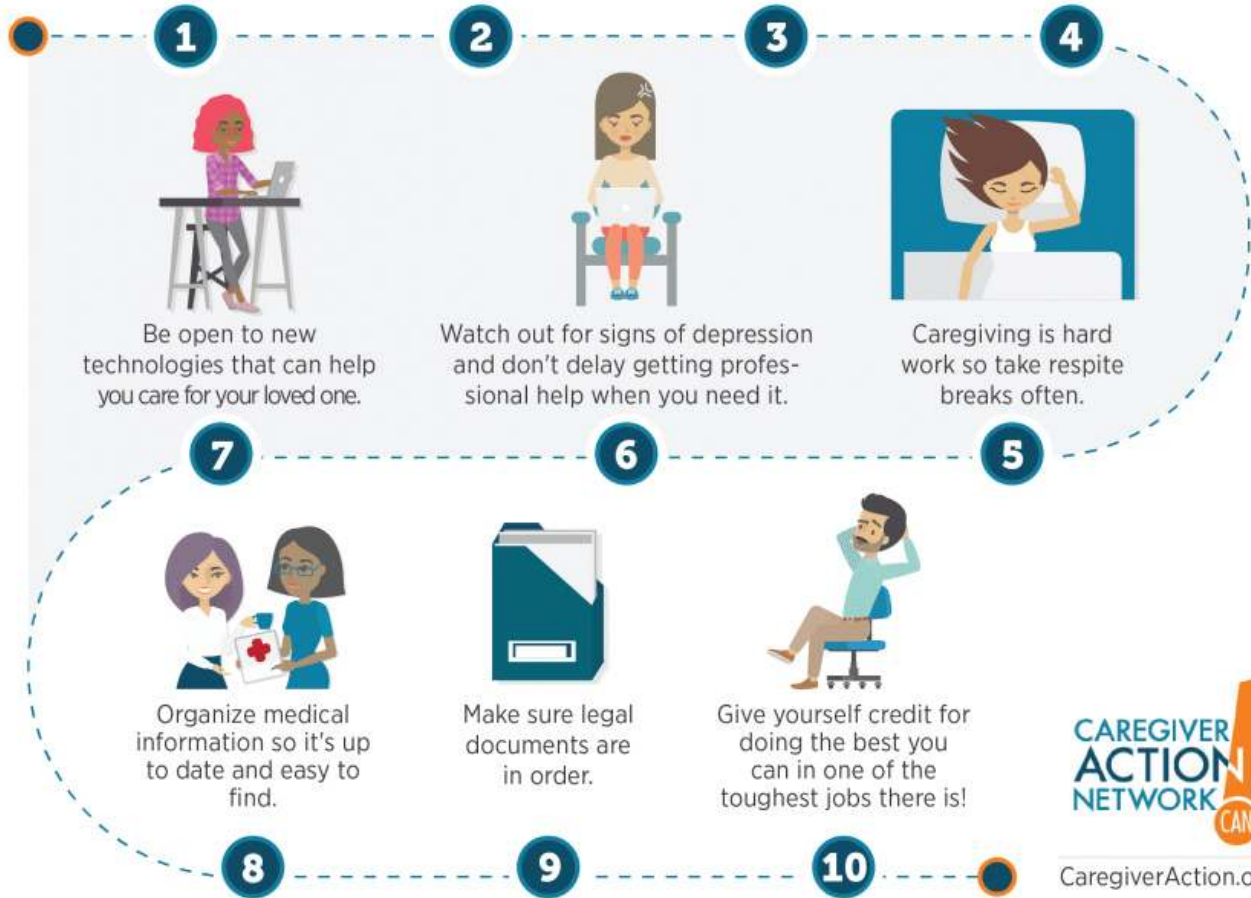 1
2
3
4
Be open to new
technologies that can help
you care for your loved one.
Watch out for signs of depression
and don't delay getting profes-
sional help when you need it.
Caregiving is hard
work so take respite
breaks often.
7
6
5
Organize medical
information so it's up
to date and easy to
find.
Make sure legal
documents are
in order.
Give yourself credit for
doing the best you
can in one of the
toughest jobs there is!
CAREGIVER
ACTION
NETWORK
CAN
8
9
10
CaregiverAction.o